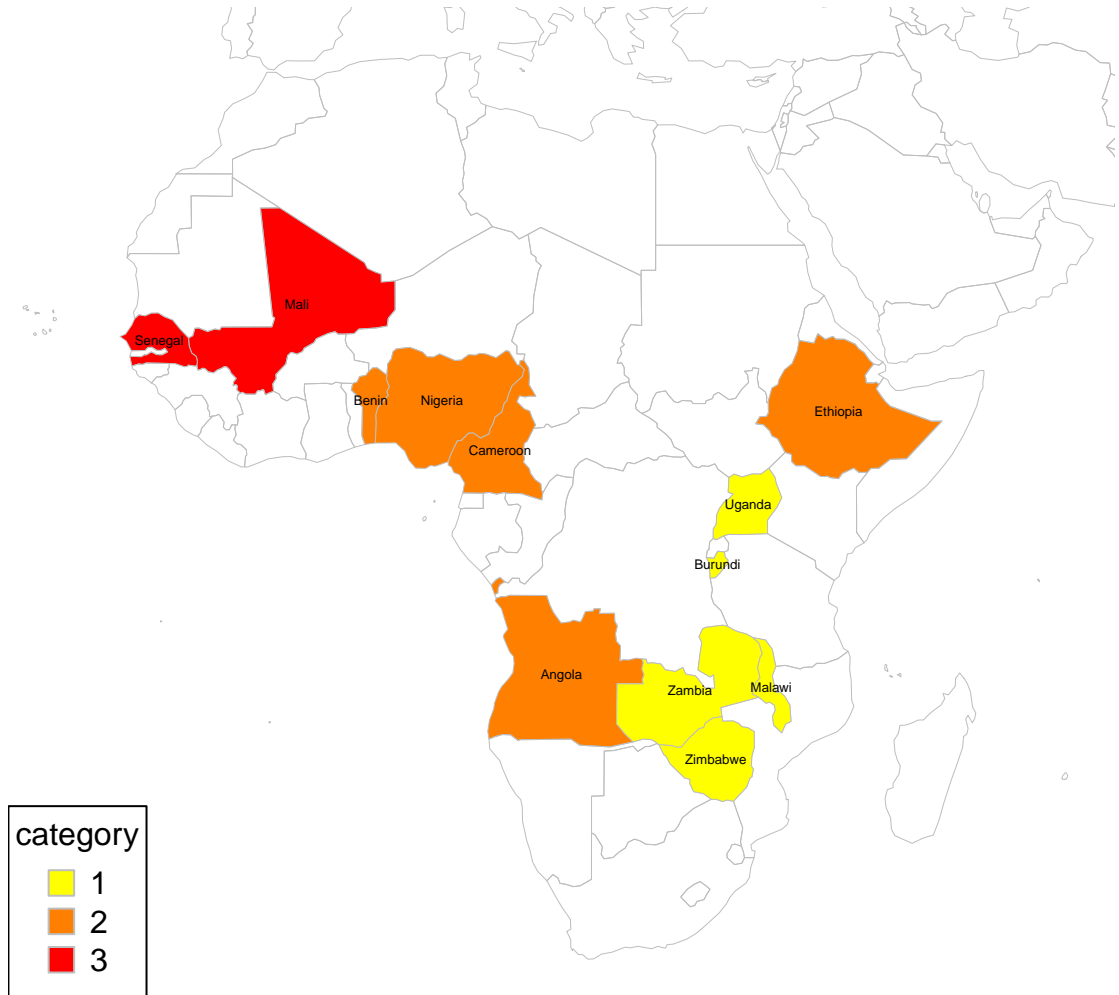 Mali
Senegal
Benin
Nigeria
Ethiopia
Cameroon
Uganda
Burundi
Angola
Zambia
Malawi
Zimbabwe
category
1
2
3